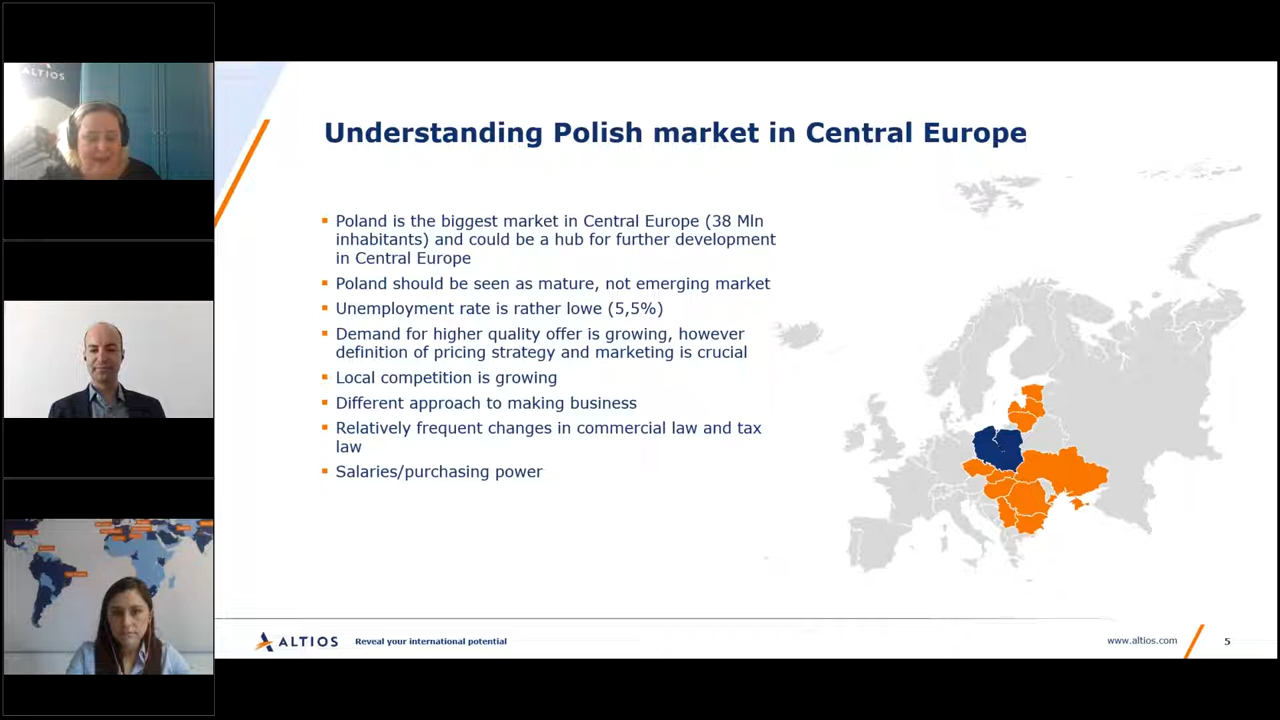 ALTIOS
Understanding Polish market in Central Europe
▪ Poland is the biggest market in Central Europe (38 Mln
inhabitants) and could be a hub for further development
in Central Europe
▪ Poland should be seen as mature, not emerging market
▪ Unemployment rate is rather lowe (5,5%)
▪ Demand for higher quality offer is growing, however
definition of pricing strategy and marketing is crucial
▪ Local competition is growing
▪ Different approach to making business
▪ Relatively frequent changes in commercial law and tax
law
▪ Salaries/purchasing power
ALTIOS Reveal your international potential
www.altios.com 5